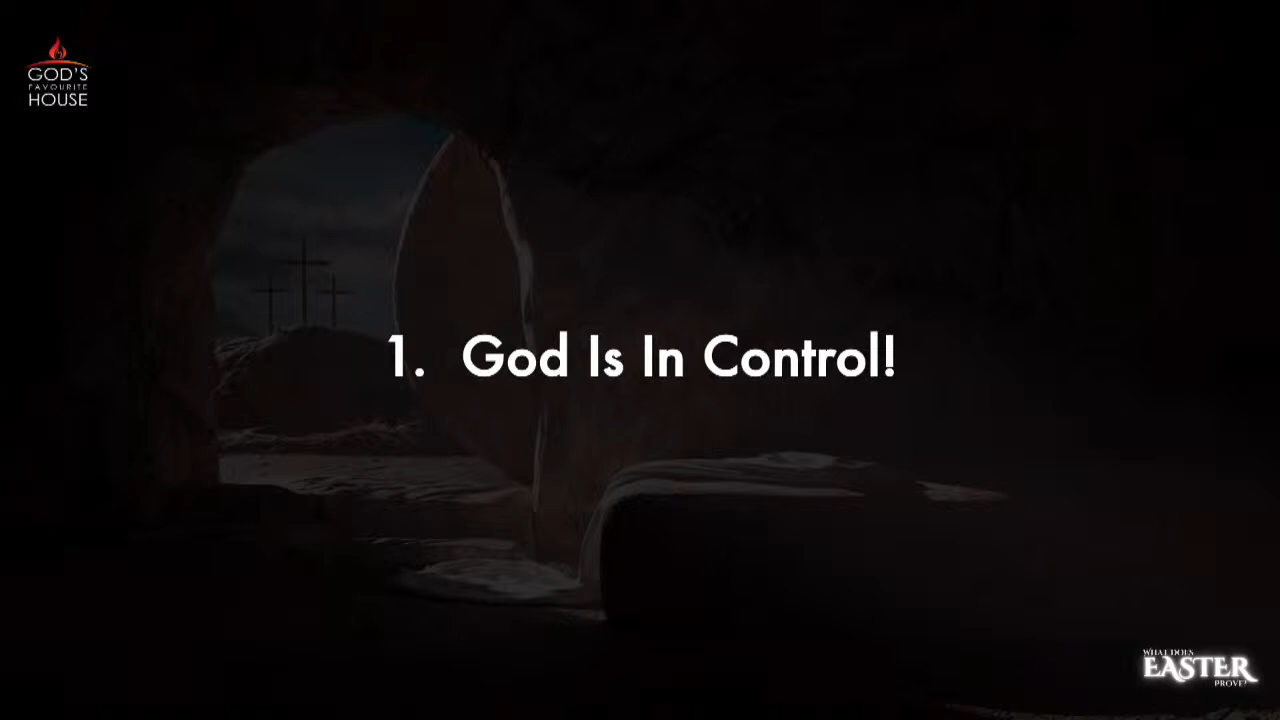 GOD'S
FAVOURITE
HOUSE
1. God Is In Control!
WHAT DOES
EASTER
PROVE?